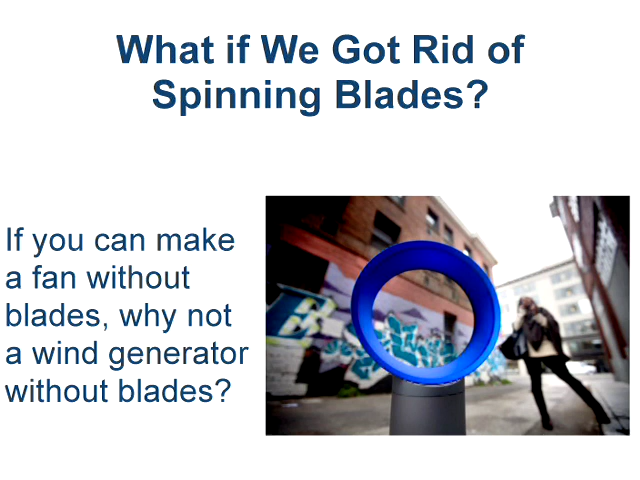 What if We Got Rid of
Spinning Blades?
If you can make
a fan without
blades, why not
a wind generator
without blades?